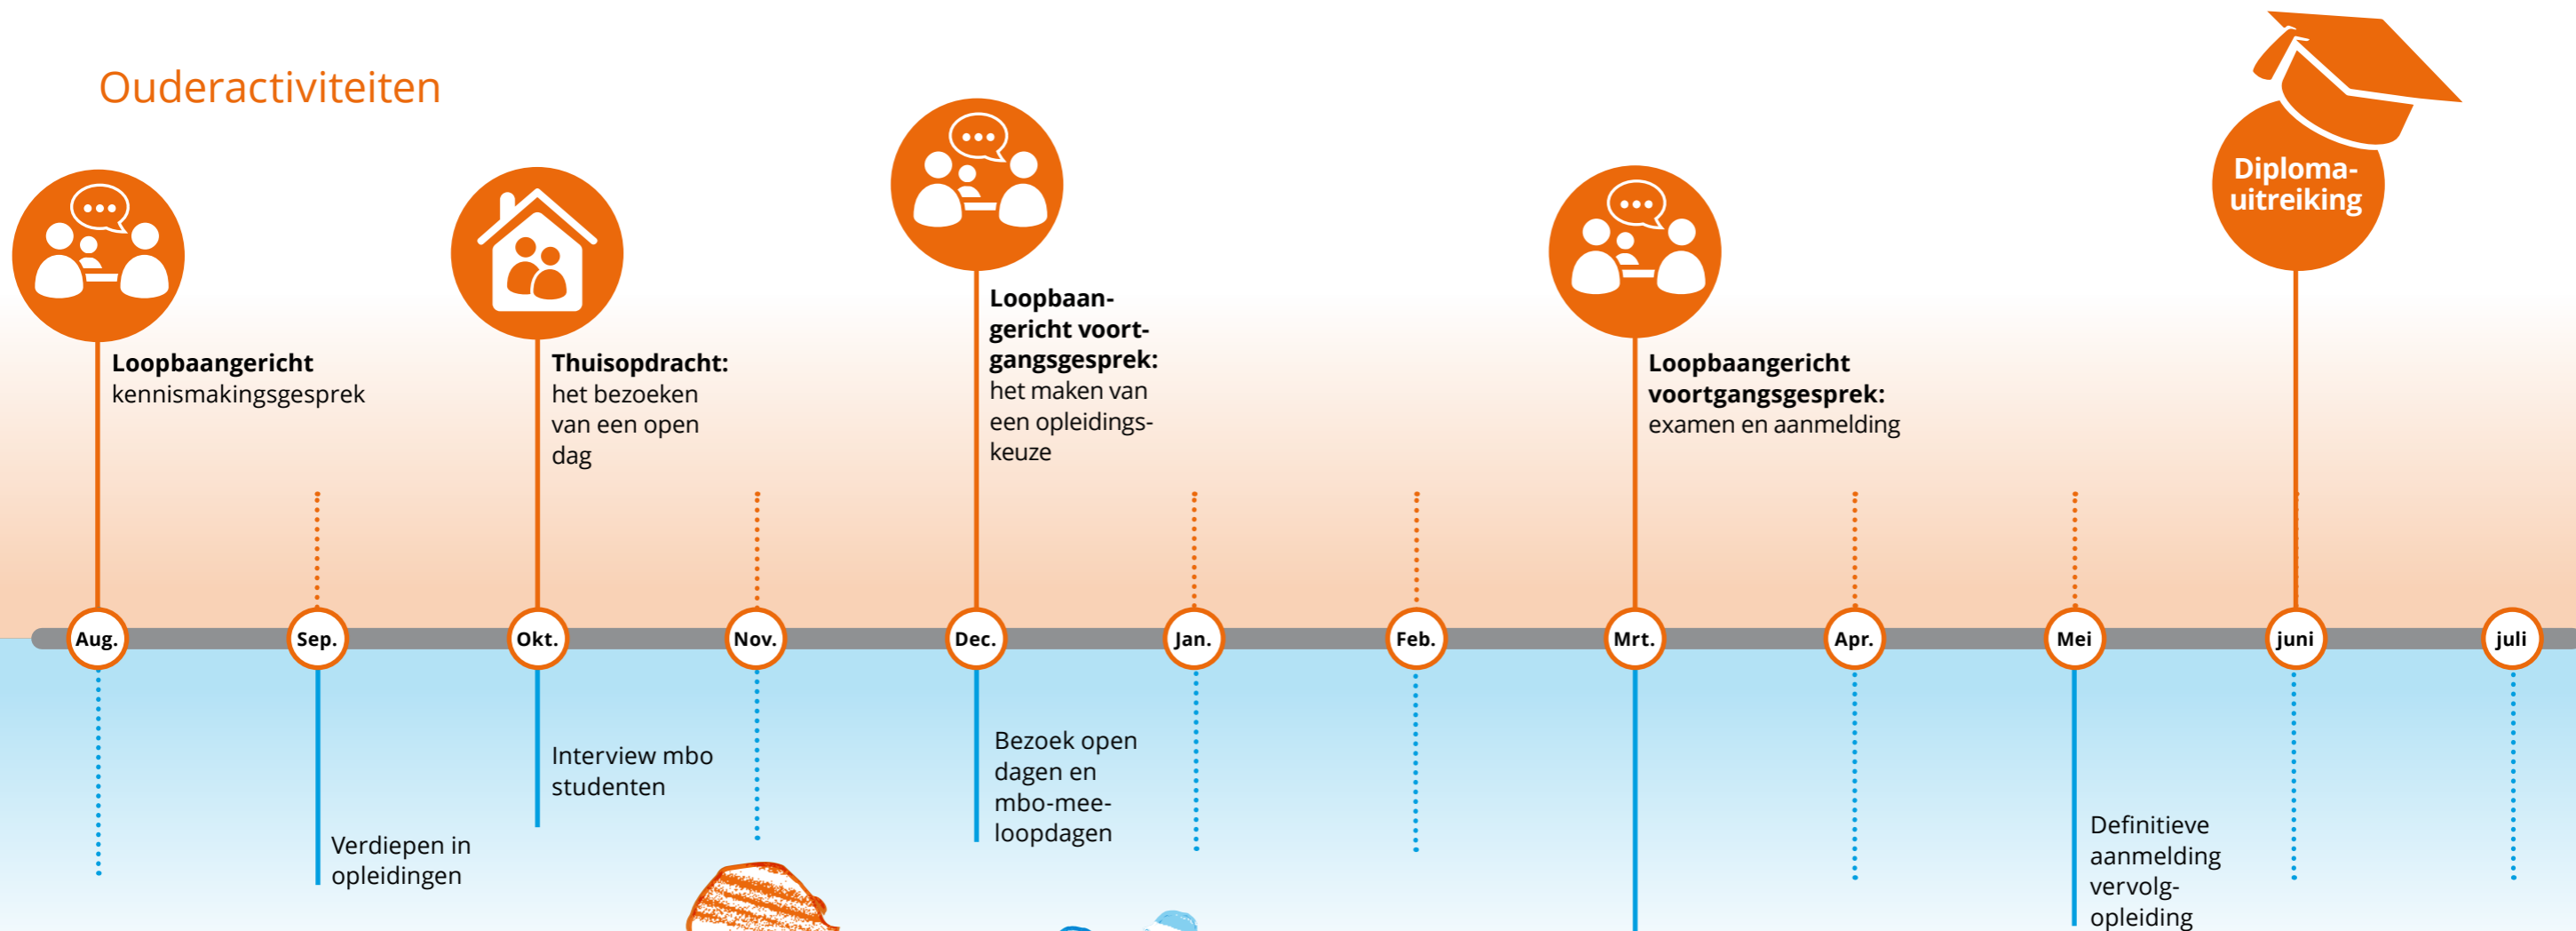 Ouderactiviteiten
Diploma-
uitreiking
Loopbaangericht
kennismakingsgesprek
Thuisopdracht:
het bezoeken
van een open
dag
Loopbaan-
gericht voort-
gangsgesprek:
het maken van
een opleidings-
keuze
Loopbaangericht
voortgangsgesprek:
examen en aanmelding
Aug.
Sep.
Okt.
Nov.
Dec.
Jan.
Feb.
Mrt.
Apr.
Mei
juni
juli
Verdiepen in
opleidingen
Interview mbo
studenten
Bezoek open
dagen en
mbo-mee-
loopdagen
Definitieve
aanmelding
vervolg-
opleiding